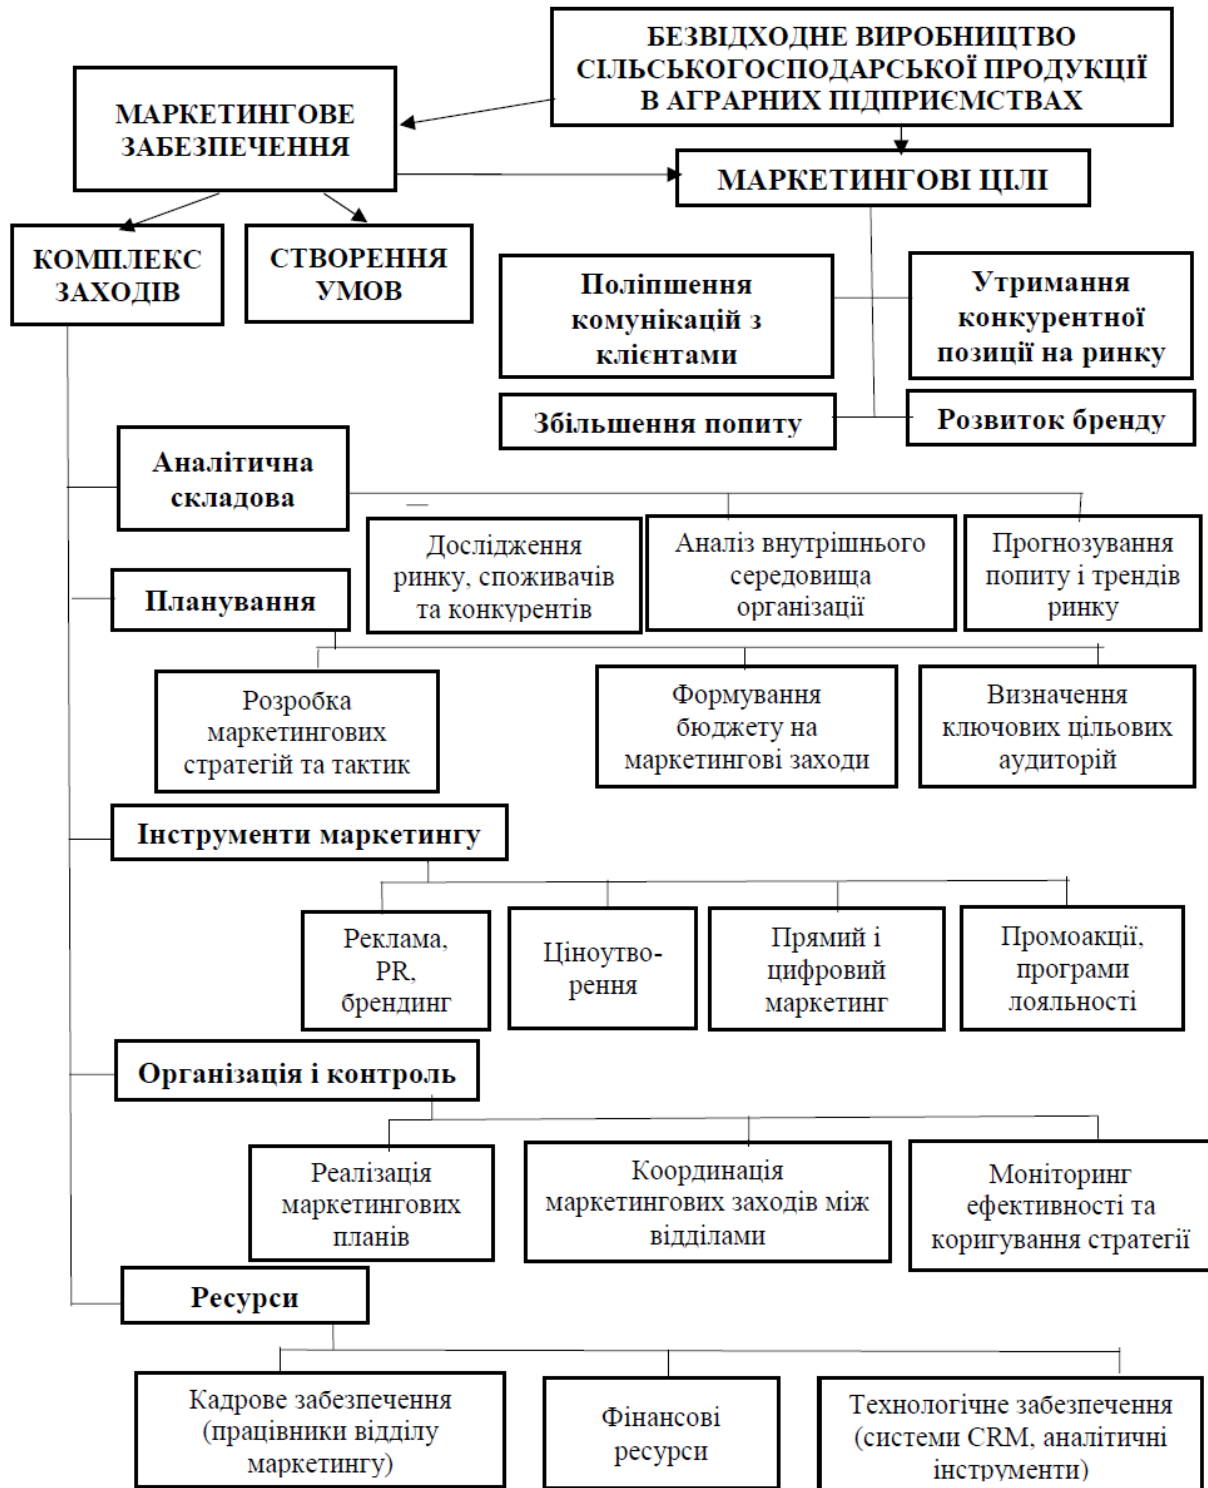 БЕЗВІДХОДНЕ ВИРОБНИЦТВО
СІЛЬСЬКОГОСПОДАРСЬКОЇ ПРОДУКЦІЇ
В АГРАРНИХ ПІДПРИЄМСТВАХ
МАРКЕТИНГОВЕ
ЗАБЕЗПЕЧЕННЯ
МАРКЕТИНГОВІ ЦІЛІ
КОМПЛЕКС
ЗАХОДІВ
СТВОРЕННЯ
УМОВ
Поліпшення
комунікацій з
клієнтами
Утримання
конкурентної
позиції на ринку
Збільшення попиту
Розвиток бренду
Аналітична
складова
Дослідження
ринку, споживачів
та конкурентів
Аналіз внутрішнього
середовища
організації
Прогнозування
попиту і трендів
ринку
Планування
Розробка
маркетингових
стратегій та тактик
Формування
бюджету на
маркетингові заходи
Визначення
ключових цільових
аудиторій
Інструменти маркетингу
Реклама,
PR,
брендинг
Ціноутво-
рення
Прямий і
цифровий
маркетинг
Промоакції,
програми
лояльності
Організація і контроль
Реалізація
маркетингових
планів
Координація
маркетингових заходів між
відділами
Моніторинг
ефективності та
коригування стратегії
Ресурси
Кадрове забезпечення
(працівники відділу
маркетингу)
Фінансові
ресурси
Технологічне забезпечення
(системи CRM, аналітичні
інструменти)